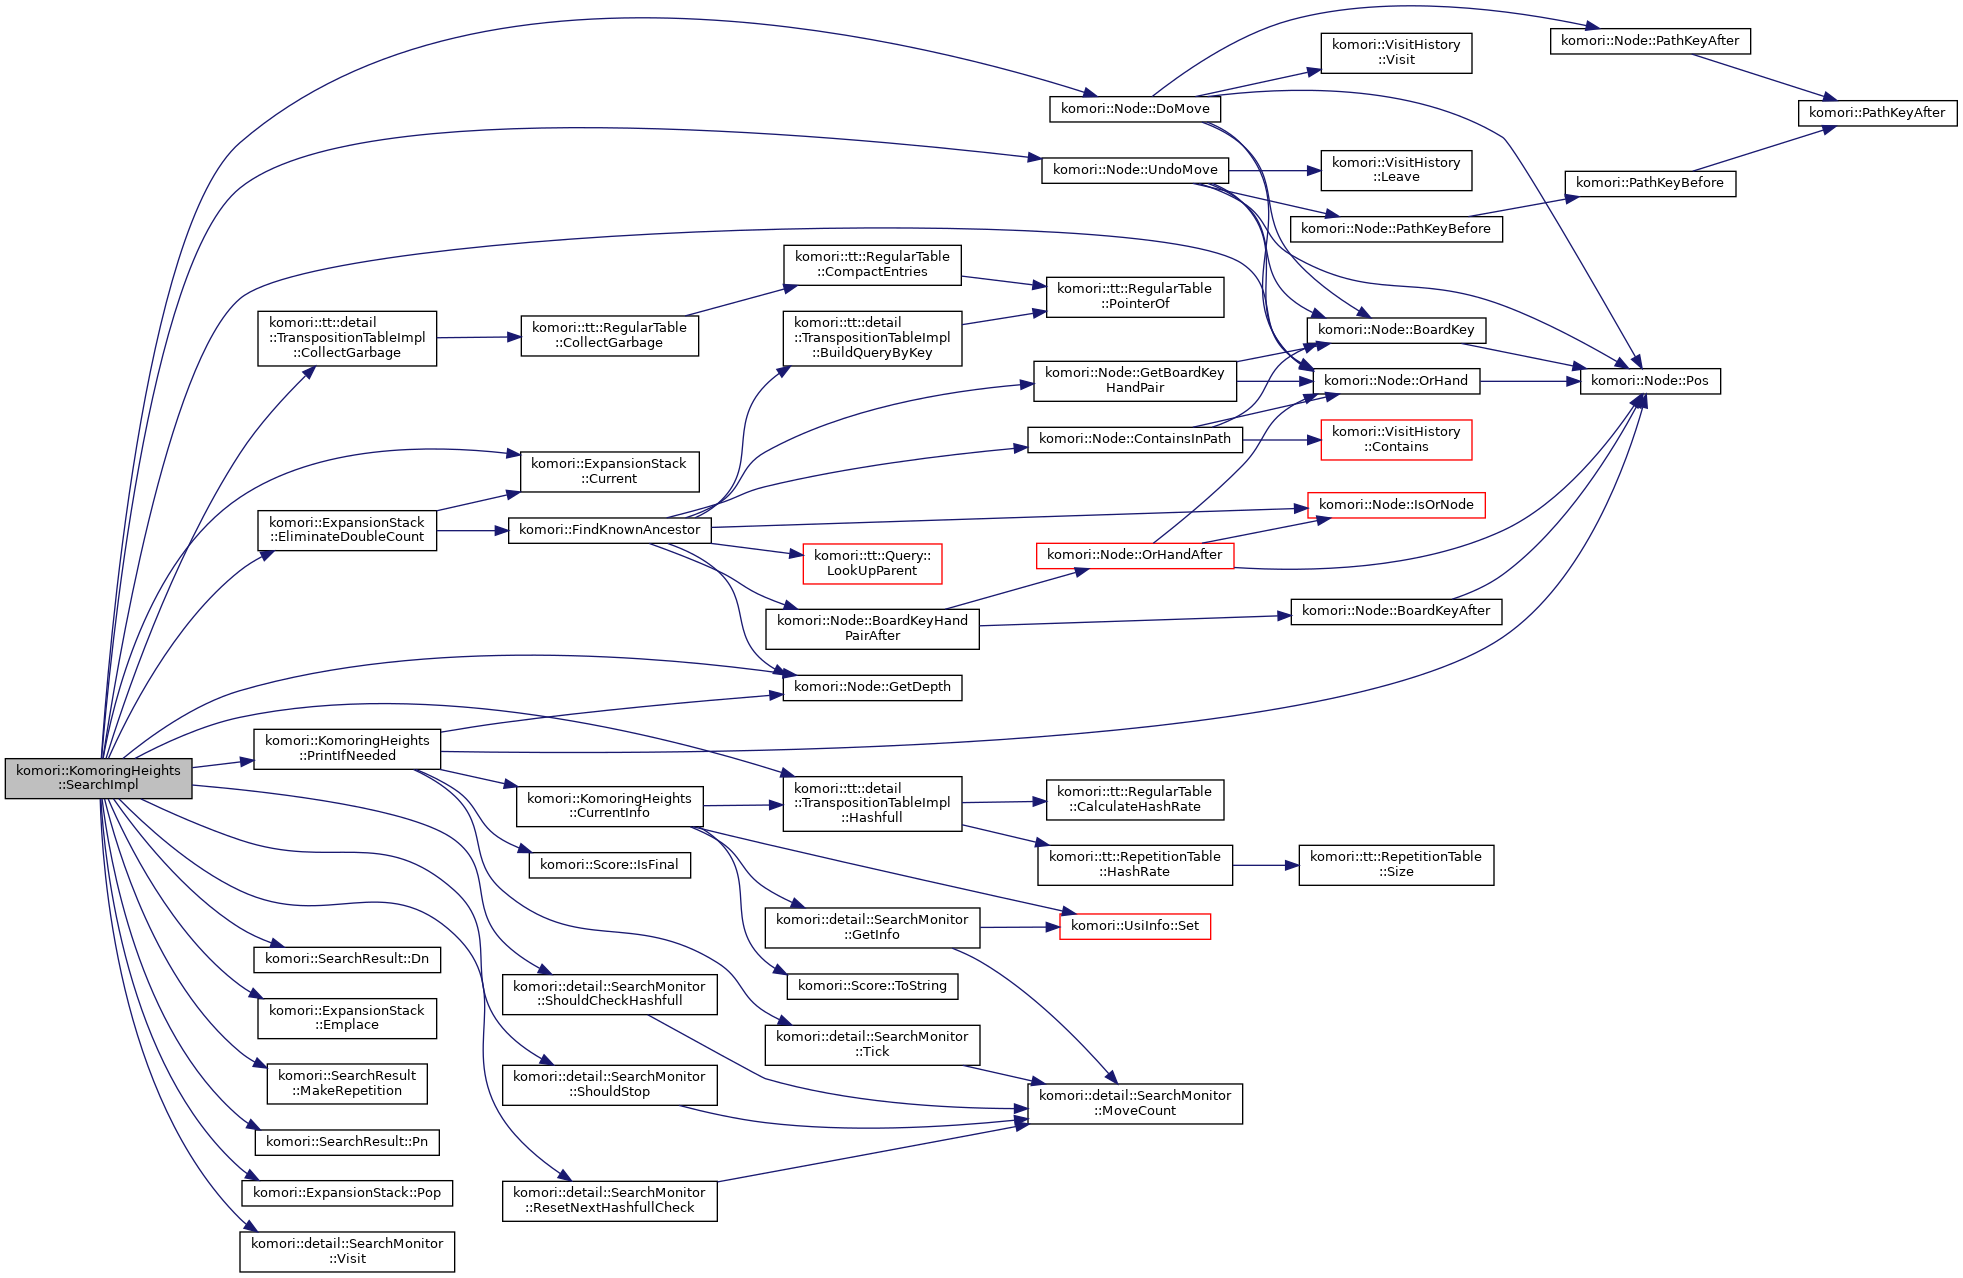 komori::KomoringHeights
::SearchImpl
komori::Node::DoMove
komori::Node::UndoMove
komori::VisitHistory
::Visit
komori::Node::PathKeyAfter
komori::PathKeyAfter
komori::VisitHistory
::Leave
komori::PathKeyBefore
komori::Node::PathKeyBefore
komori::tt::RegularTable
::CompactEntries
komori::tt::RegularTable
::PointerOf
komori::tt::detail
::TranspositionTableImpl
::CollectGarbage
komori::tt::RegularTable
::CollectGarbage
komori::tt::detail
::TranspositionTableImpl
::BuildQueryByKey
komori::Node::BoardKey
komori::Node::GetBoardKey
HandPair
komori::Node::OrHand
komori::Node::Pos
komori::Node::ContainsInPath
komori::VisitHistory
::Contains
komori::ExpansionStack
::Current
komori::ExpansionStack
::EliminateDoubleCount
komori::FindKnownAncestor
komori::Node::IsOrNode
komori::tt::Query::
LookUpParent
komori::Node::OrHandAfter
komori::Node::BoardKeyHand
PairAfter
komori::Node::BoardKeyAfter
komori::Node::GetDepth
komori::KomoringHeights
::PrintIfNeeded
komori::KomoringHeights
::CurrentInfo
komori::tt::detail
::TranspositionTableImpl
::Hashfull
komori::tt::RegularTable
::CalculateHashRate
komori::tt::RepetitionTable
::HashRate
komori::tt::RepetitionTable
::Size
komori::Score::IsFinal
komori::detail::SearchMonitor
::GetInfo
komori::UsiInfo::Set
komori::Score::ToString
komori::SearchResult::Dn
komori::detail::SearchMonitor
::ShouldCheckHashfull
komori::ExpansionStack
::Emplace
komori::detail::SearchMonitor
::Tick
komori::SearchResult
::MakeRepetition
komori::detail::SearchMonitor
::ShouldStop
komori::detail::SearchMonitor
::MoveCount
komori::SearchResult::Pn
komori::ExpansionStack::Pop
komori::detail::SearchMonitor
::ResetNextHashfullCheck
komori::detail::SearchMonitor
::Visit